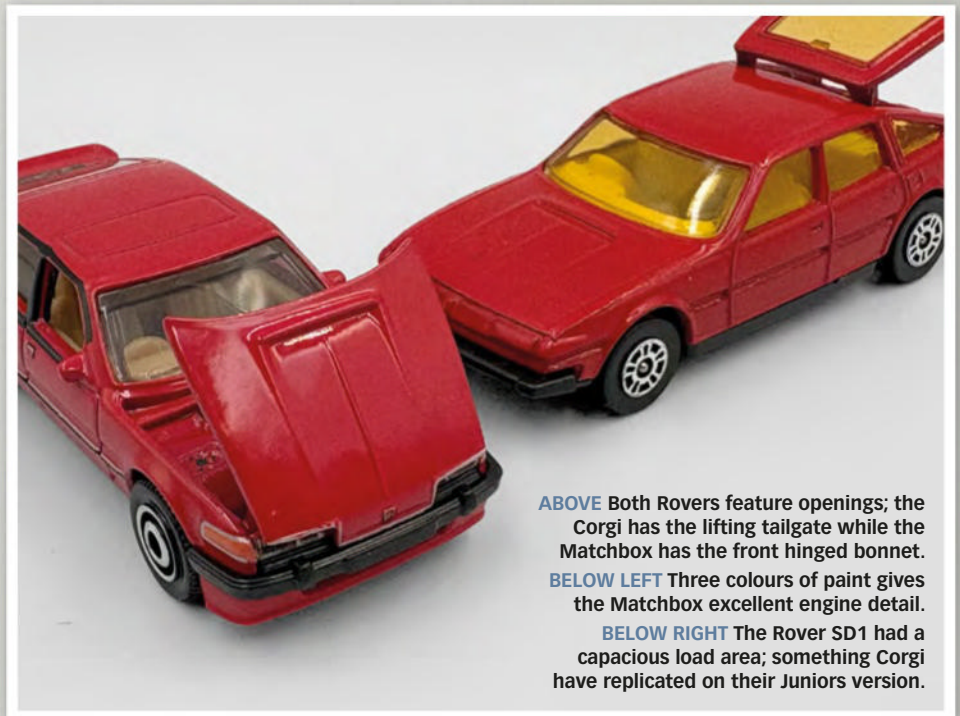 ABOVE Both Rovers feature openings; the
Corgi has the lifting tailgate while the
Matchbox has the front hinged bonnet.
BELOW LEFT Three colours of paint gives
the Matchbox excellent engine detail.
BELOW RIGHT The Rover SD1 had a
capacious load area; something Corgi
have replicated on their Juniors version.